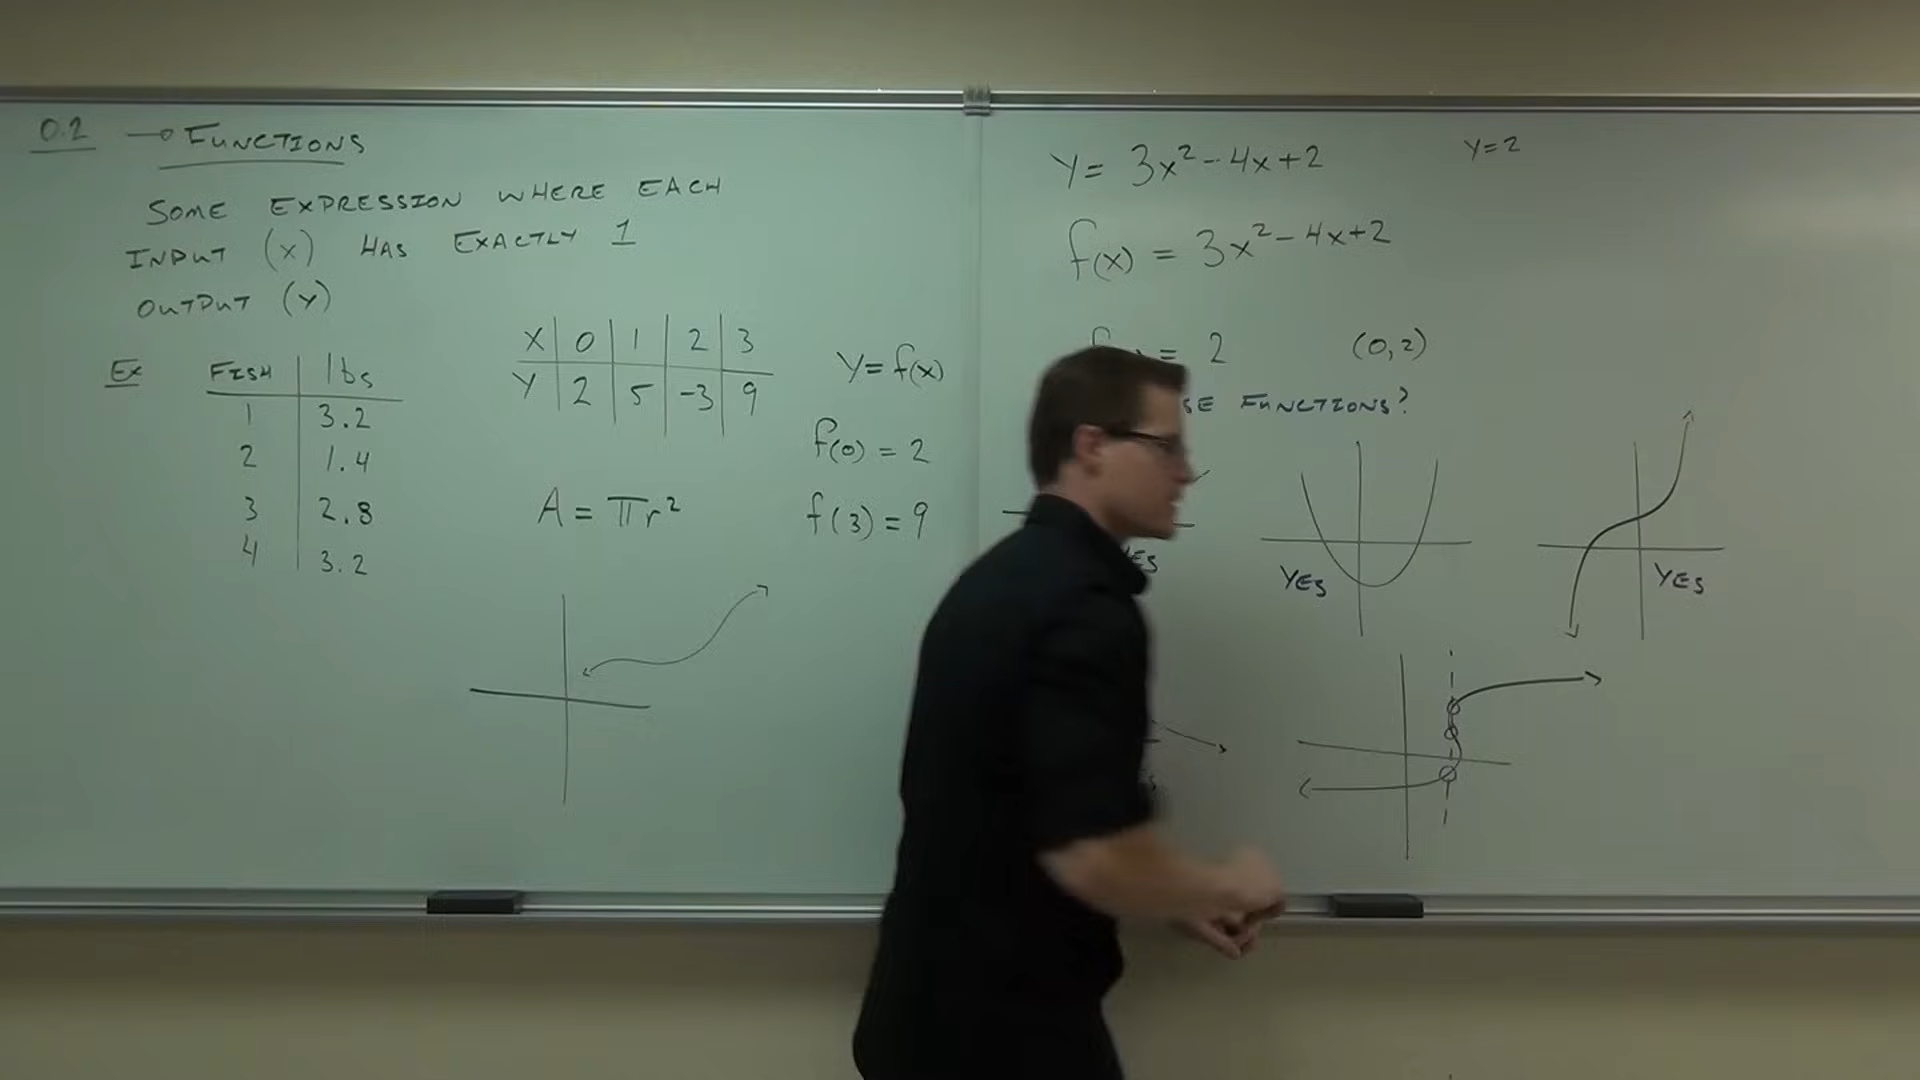 0.2 → FUNCTIONS
SOME EXPRESSION WHERE EACH
INPUT (X) HAS EXACTLY 1
OUTPUT (Y)
Ex
FISH lbs
1 3.2
2 1.4
3 2.8
4 3.2
X 0 1 2 3
Y 2 5 -3 9
A = πr²
Y = f(x)
f(0) = 2
f(3) = 9
Y = 3x² - 4x + 2
Y = 2
f(x) = 3x² - 4x + 2
= 2 (0,2)
FUNCTIONS?
YES
YES